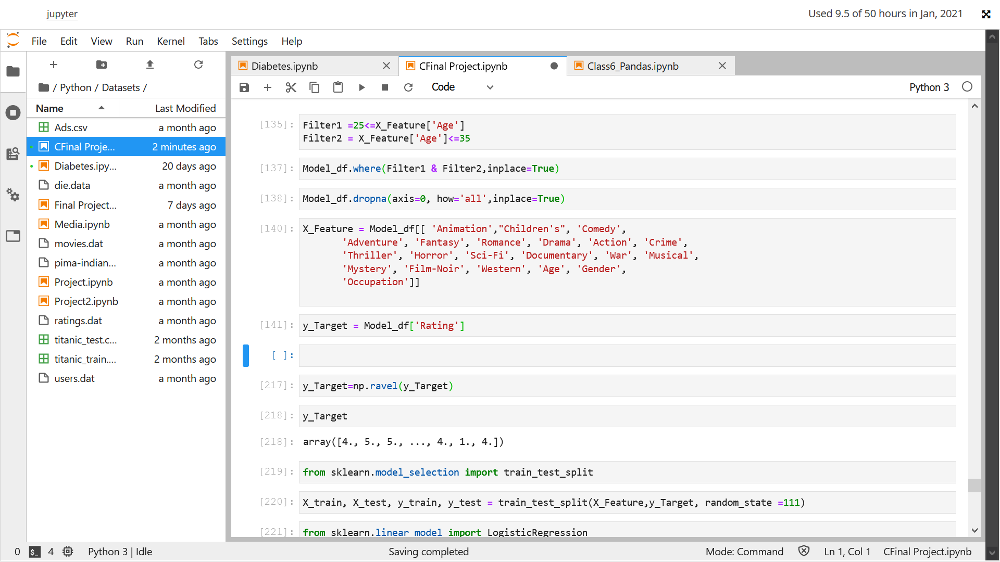 jupyter
Used 9.5 of 50 hours in Jan, 2021
File Edit View Run Kernel Tabs Settings Help
Diabetes.ipynb CFinal Project.ipynb Class6_Pandas.ipynb
/ Python / Datasets /
Code Python 3
Name Last Modified
Ads.csv a month ago
CFinal Proje... 2 minutes ago
Diabetes.ipy... 20 days ago
die.data a month ago
Final Project... 7 days ago
Media.ipynb a month ago
movies.dat a month ago
pima-indian... a month ago
Project.ipynb a month ago
Project2.ipynb a month ago
ratings.dat a month ago
titanic_test.c... 2 months ago
titanic_train.... 2 months ago
users.dat a month ago
[135]: Filter1 =25<=X_Feature['Age']
Filter2 = X_Feature['Age']<=35
[137]: Model_df.where(Filter1 & Filter2,inplace=True)
[138]: Model_df.dropna(axis=0, how='all',inplace=True)
[140]: X_Feature = Model_df[[ 'Animation',"Children's", 'Comedy',
'Adventure', 'Fantasy', 'Romance', 'Drama', 'Action', 'Crime',
'Thriller', 'Horror', 'Sci-Fi', 'Documentary', 'War', 'Musical',
'Mystery', 'Film-Noir', 'Western', 'Age', 'Gender',
'Occupation']]
[141]: y_Target = Model_df['Rating']
[ ]:
[217]: y_Target=np.ravel(y_Target)
[218]: y_Target
[218]: array([4., 5., 5., ..., 4., 1., 4.])
[219]: from sklearn.model_selection import train_test_split
[220]: X_train, X_test, y_train, y_test = train_test_split(X_Feature,y_Target, random_state =111)
[221]: from sklearn.linear_model import LogisticRegression
0 $_ 4 Python 3 | Idle Saving completed Mode: Command Ln 1, Col 1 CFinal Project.ipynb